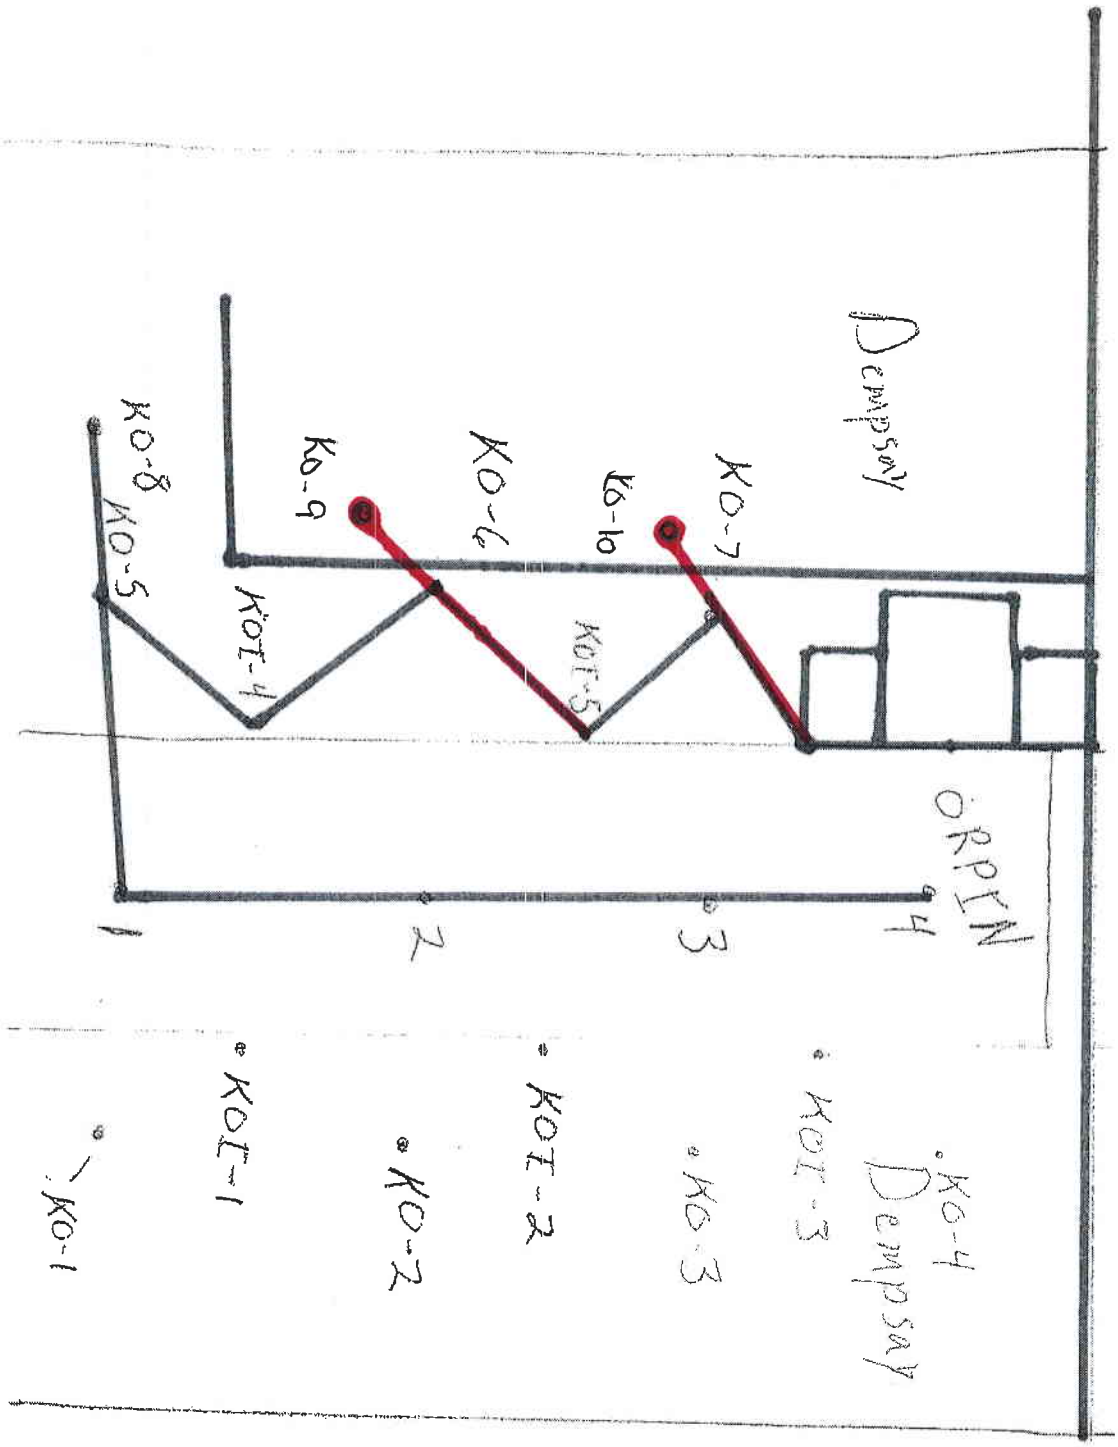 ORPIN
KO-4
Dempsay
4
Dempsay
KOI-3
KO-7
3
KO-3
KO-10
KOI-5
KOI-2
KO-6
2
KO-2
KO-9
KOI-4
KOI-1
KO-8
KO-5
1
KO-1